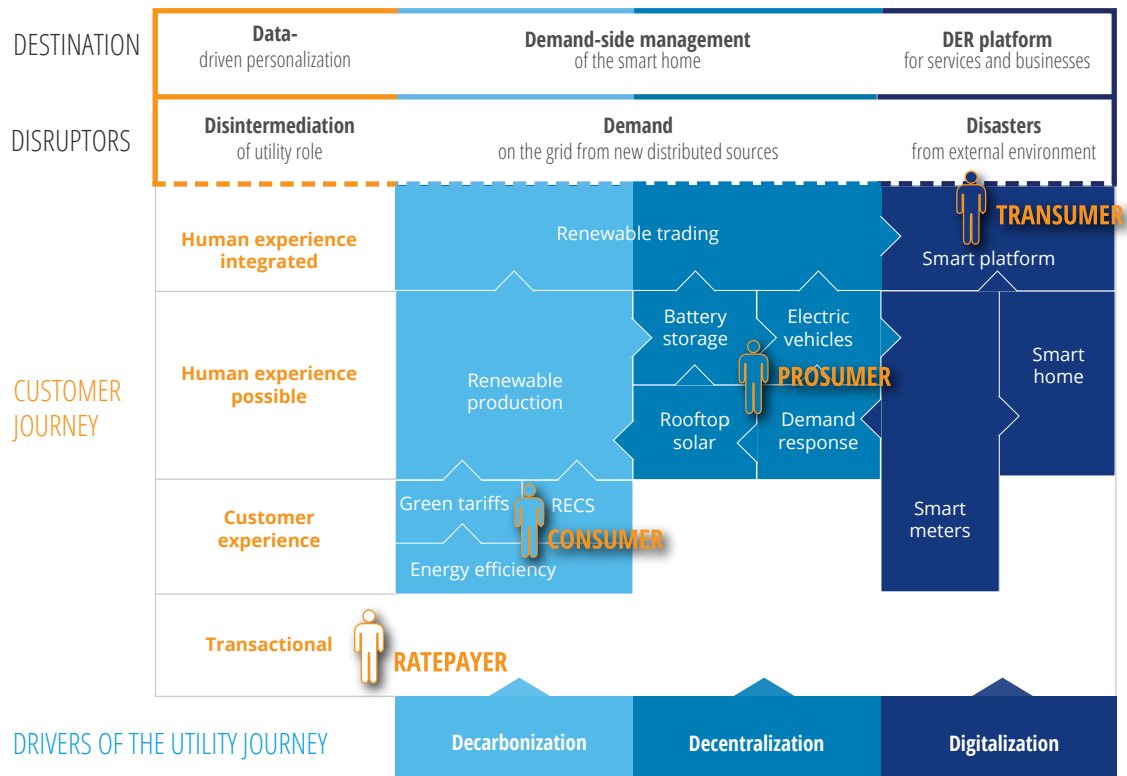 DESTINATION
Data-
driven personalization
Demand-side management
of the smart home
DER platform
for services and businesses
DISRUPTORS
Disintermediation
of utility role
Demand
on the grid from new distributed sources
Disasters
from external environment
CUSTOMER
JOURNEY
Human experience
integrated
Renewable trading
TRANSUMER
Smart platform
Human experience
possible
Renewable
production
Battery
storage
Electric
vehicles
PROSUMER
Rooftop
solar
Demand
response
Smart
home
Customer
experience
Green tariffs
RECS
CONSUMER
Energy efficiency
Smart
meters
Transactional
RATEPAYER
DRIVERS OF THE UTILITY JOURNEY
Decarbonization
Decentralization
Digitalization